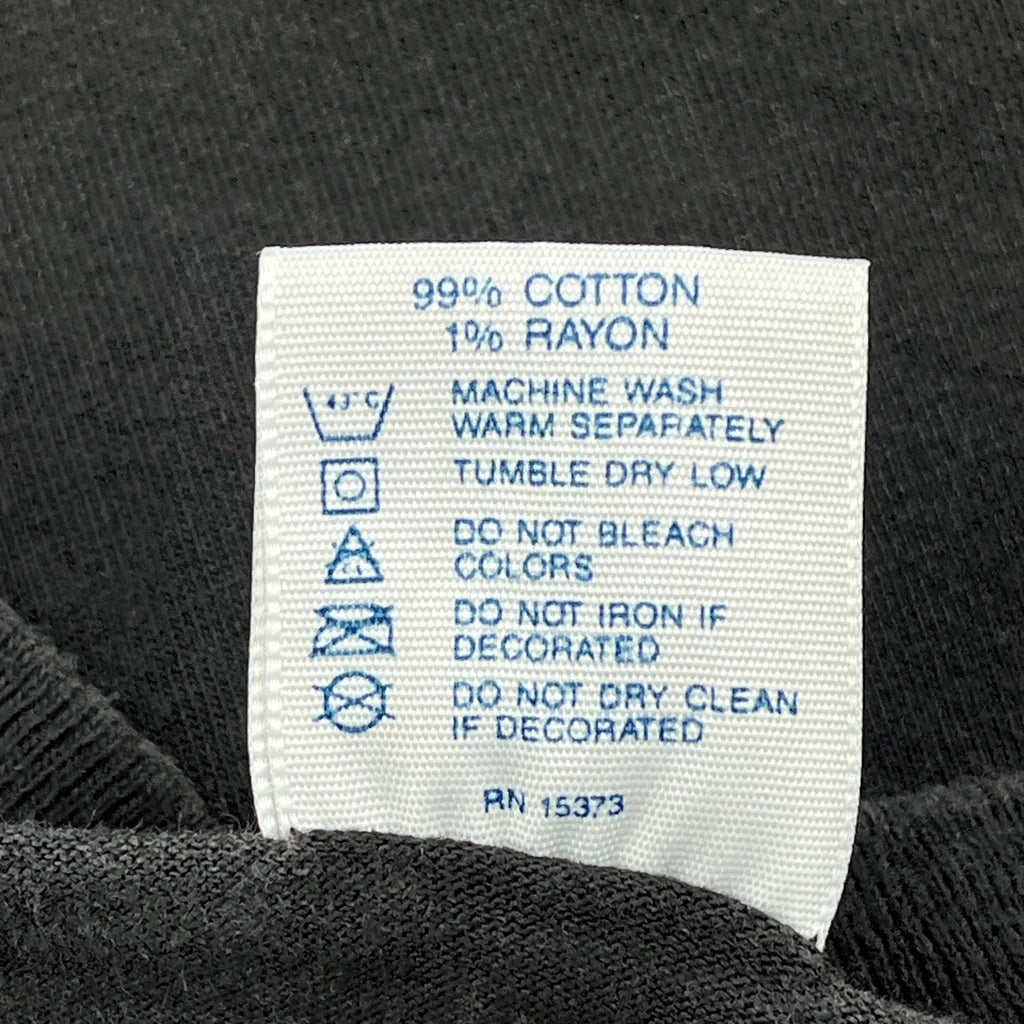 99% COTTON
1% RAYON
MACHINE WASH
WARM SEPARATELY
TUMBLE DRY LOW
DO NOT BLEACH
COLORS
DO NOT IRON IF
DECORATED
DO NOT DRY CLEAN
IF DECORATED
RN 15373